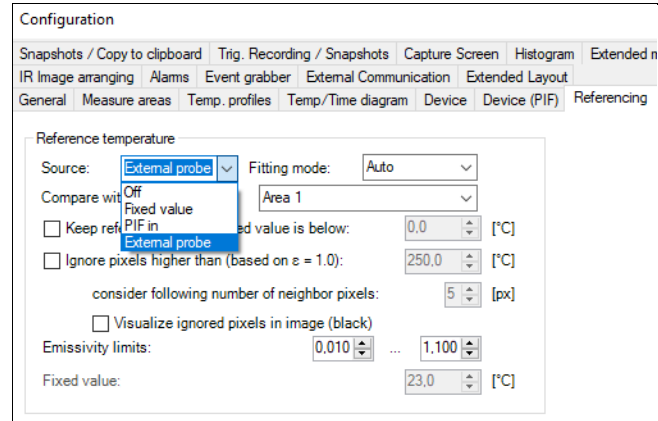 Configuration
Snapshots / Copy to clipboard Trig. Recording / Snapshots Capture Screen Histogram Extended
IR Image arranging Alarms Event grabber External Communication Extended Layout
General Measure areas Temp. profiles Temp/Time diagram Device Device (PIF) Referencing
Reference temperature
Source: External probe Fitting mode: Auto
Compare Area 1
Off
Fixed value
PIF in
External probe
Keep value is below: 0,0 [°C]
Ignore pixels higher than (based on ε = 1.0): 250,0 [°C]
consider following number of neighbor pixels: 5 [px]
Visualize ignored pixels in image (black)
Emissivity limits: 0,010 ... 1,100
Fixed value: 23,0 [°C]